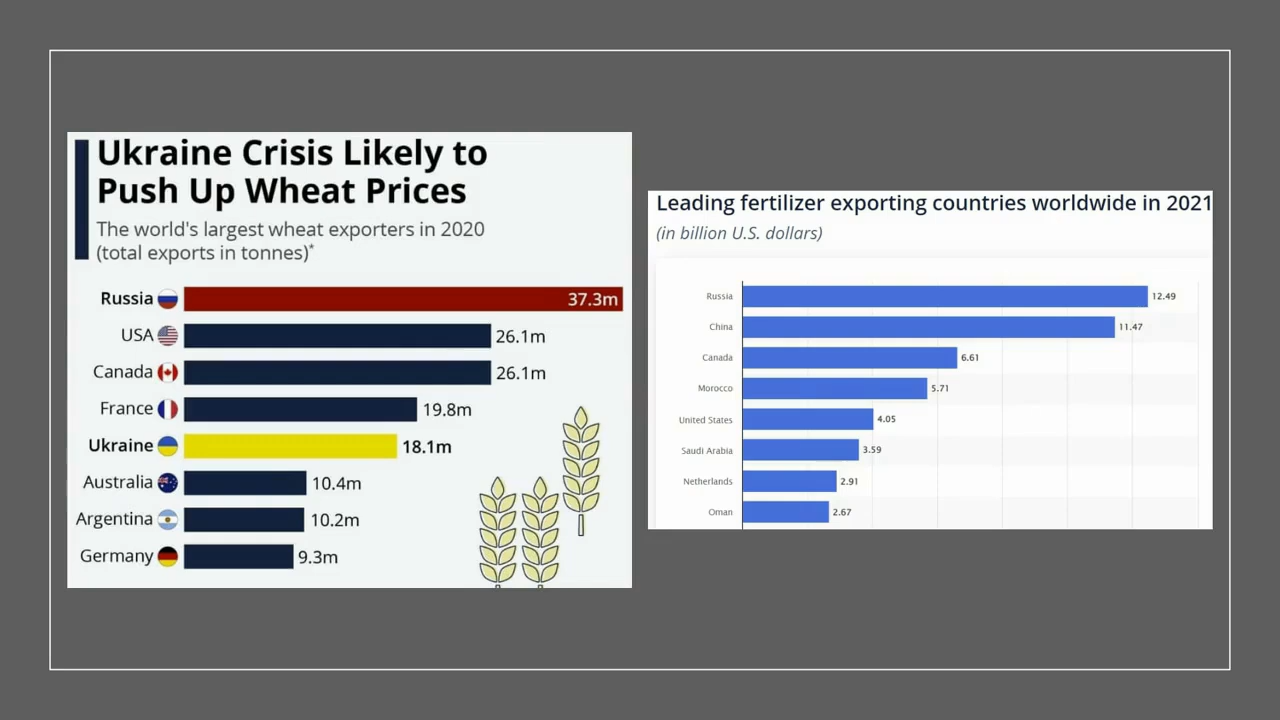 Ukraine Crisis Likely to
Push Up Wheat Prices
The world's largest wheat exporters in 2020
(total exports in tonnes)*
Russia 37.3m
USA 26.1m
Canada 26.1m
France 19.8m
Ukraine 18.1m
Australia 10.4m
Argentina 10.2m
Germany 9.3m
Leading fertilizer exporting countries worldwide in 2021
(in billion U.S. dollars)
Russia 12.49
China 11.47
Canada 6.61
Morocco 5.71
United States 4.05
Saudi Arabia 3.59
Netherlands 2.91
Oman 2.67